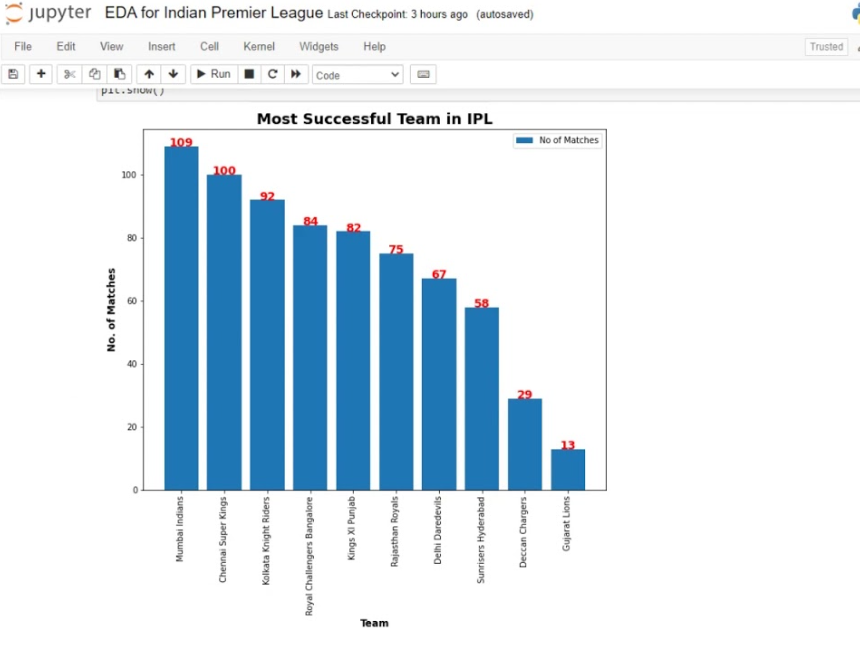 jupyter EDA for Indian Premier League Last Checkpoint: 3 hours ago (autosaved)
File Edit View Insert Cell Kernel Widgets Help Trusted
Run Code
plt.show()
Most Successful Team in IPL
No of Matches
109
100
92
84
82
75
67
58
29
13
No. of Matches
100
80
60
40
20
0
Mumbai Indians
Chennai Super Kings
Kolkata Knight Riders
Royal Challengers Bangalore
Kings XI Punjab
Rajasthan Royals
Delhi Daredevils
Sunrisers Hyderabad
Deccan Chargers
Gujarat Lions
Team